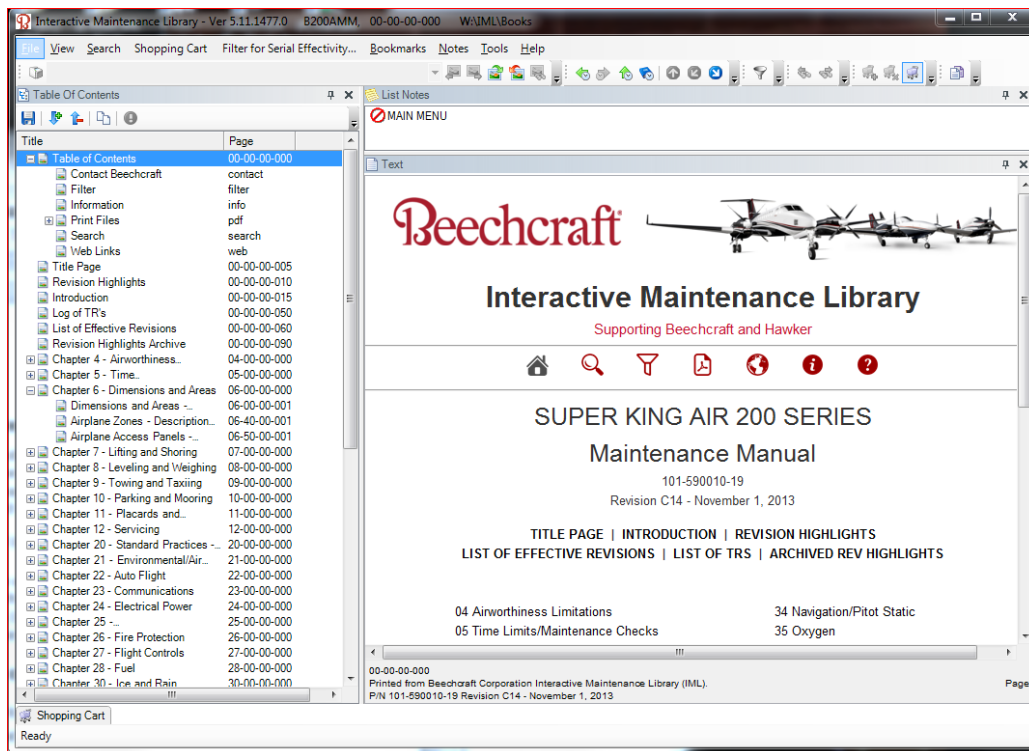 Interactive Maintenance Library - Ver 5.11.1477.0 B200AMM, 00-00-00-000 W:\IML\Books
File View Search Shopping Cart Filter for Serial Effectivity... Bookmarks Notes Tools Help
Table Of Contents
Title Page
Table of Contents 00-00-00-000
Contact Beechcraft contact
Filter filter
Information info
Print Files pdf
Search search
Web Links web
Title Page 00-00-00-005
Revision Highlights 00-00-00-010
Introduction 00-00-00-015
Log of TR's 00-00-00-050
List of Effective Revisions 00-00-00-060
Revision Highlights Archive 00-00-00-090
Chapter 4 - Airworthiness... 04-00-00-000
Chapter 5 - Time... 05-00-00-000
Chapter 6 - Dimensions and Areas 06-00-00-000
Dimensions and Areas -... 06-00-00-001
Airplane Zones - Description... 06-40-00-001
Airplane Access Panels -... 06-50-00-001
Chapter 7 - Lifting and Shoring 07-00-00-000
Chapter 8 - Leveling and Weighing 08-00-00-000
Chapter 9 - Towing and Taxiing 09-00-00-000
Chapter 10 - Parking and Mooring 10-00-00-000
Chapter 11 - Placards and... 11-00-00-000
Chapter 12 - Servicing 12-00-00-000
Chapter 20 - Standard Practices -... 20-00-00-000
Chapter 21 - Environmental/Air... 21-00-00-000
Chapter 22 - Auto Flight 22-00-00-000
Chapter 23 - Communications 23-00-00-000
Chapter 24 - Electrical Power 24-00-00-000
Chapter 25 -... 25-00-00-000
Chapter 26 - Fire Protection 26-00-00-000
Chapter 27 - Flight Controls 27-00-00-000
Chapter 28 - Fuel 28-00-00-000
Chapter 30 - Ice and Rain 30-00-00-000
List Notes
MAIN MENU
Text
Beechcraft
Interactive Maintenance Library
Supporting Beechcraft and Hawker
SUPER KING AIR 200 SERIES
Maintenance Manual
101-590010-19
Revision C14 - November 1, 2013
TITLE PAGE | INTRODUCTION | REVISION HIGHLIGHTS
LIST OF EFFECTIVE REVISIONS | LIST OF TRS | ARCHIVED REV HIGHLIGHTS
04 Airworthiness Limitations 34 Navigation/Pitot Static
05 Time Limits/Maintenance Checks 35 Oxygen
00-00-00-000
Printed from Beechcraft Corporation Interactive Maintenance Library (IML). Page
P/N 101-590010-19 Revision C14 - November 1, 2013
Shopping Cart
Ready